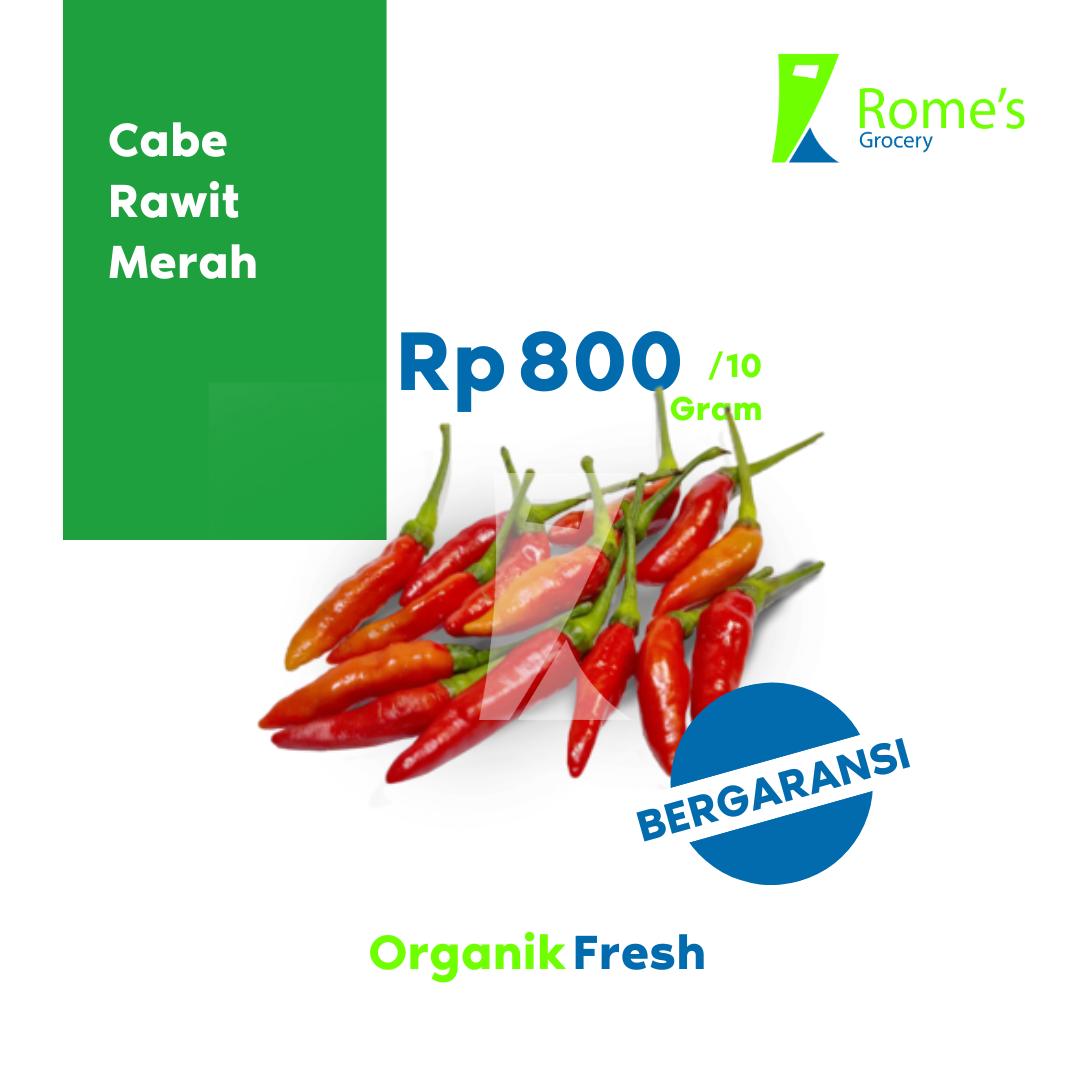 Cabe
Rawit
Merah
Rome's
Grocery
Rp 800 /10
Gram
BERGARANSI
Organik Fresh